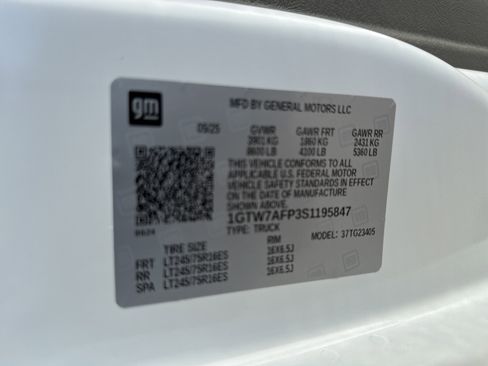 gm
MFD BY GENERAL MOTORS LLC
05/25 GVWR GAWR FRT GAWR RR
3901 KG 1860 KG 2431 KG
8600 LB 4100 LB 5360 LB
THIS VEHICLE CONFORMS TO ALL
APPLICABLE U.S. FEDERAL MOTOR
VEHICLE SAFETY STANDARDS IN EFFECT
ON THE DATE OF MANUFACTURE SHOWN ABOVE.
1GTW7AFP3S1195847
TYPE: TRUCK MODEL: 37TG23405
TIRE SIZE RIM
FRT LT245/75R16ES 16X6.5J
RR LT245/75R16ES 16X6.5J
SPA LT245/75R16ES 16X6.5J